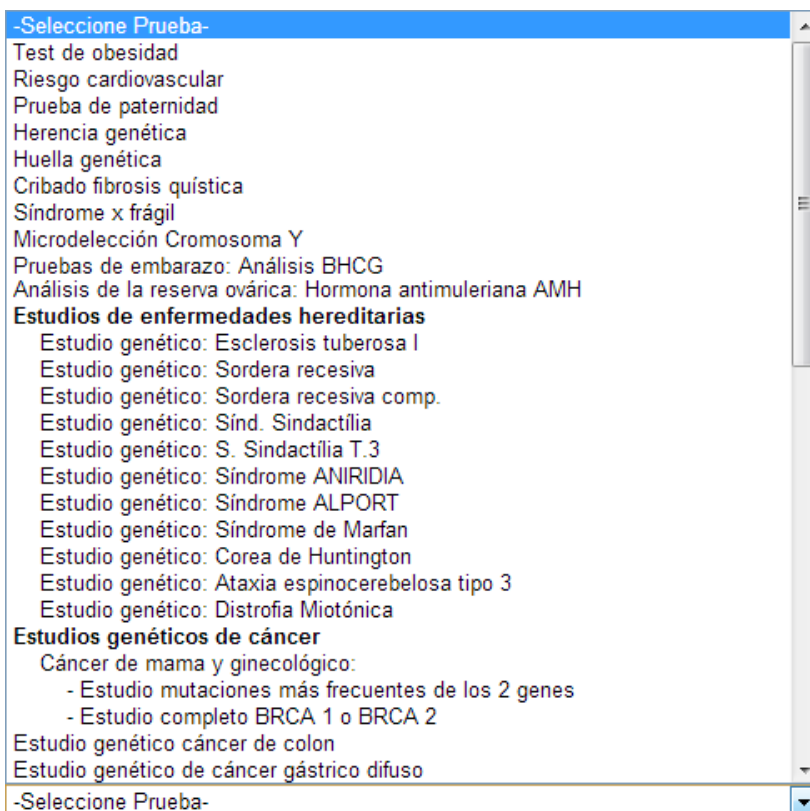 -Seleccione Prueba-
Test de obesidad
Riesgo cardiovascular
Prueba de paternidad
Herencia genética
Huella genética
Cribado fibrosis quística
Síndrome x frágil
Microdelección Cromosoma Y
Pruebas de embarazo: Análisis BHCG
Análisis de la reserva ovárica: Hormona antimuleriana AMH
Estudios de enfermedades hereditarias
Estudio genético: Esclerosis tuberosa I
Estudio genético: Sordera recesiva
Estudio genético: Sordera recesiva comp.
Estudio genético: Sínd. Sindactília
Estudio genético: S. Sindactília T.3
Estudio genético: Síndrome ANIRIDIA
Estudio genético: Síndrome ALPORT
Estudio genético: Síndrome de Marfan
Estudio genético: Corea de Huntington
Estudio genético: Ataxia espinocerebelosa tipo 3
Estudio genético: Distrofia Miotónica
Estudios genéticos de cáncer
Cáncer de mama y ginecológico:
- Estudio mutaciones más frecuentes de los 2 genes
- Estudio completo BRCA 1 o BRCA 2
Estudio genético cáncer de colon
Estudio genético de cáncer gástrico difuso
-Seleccione Prueba-